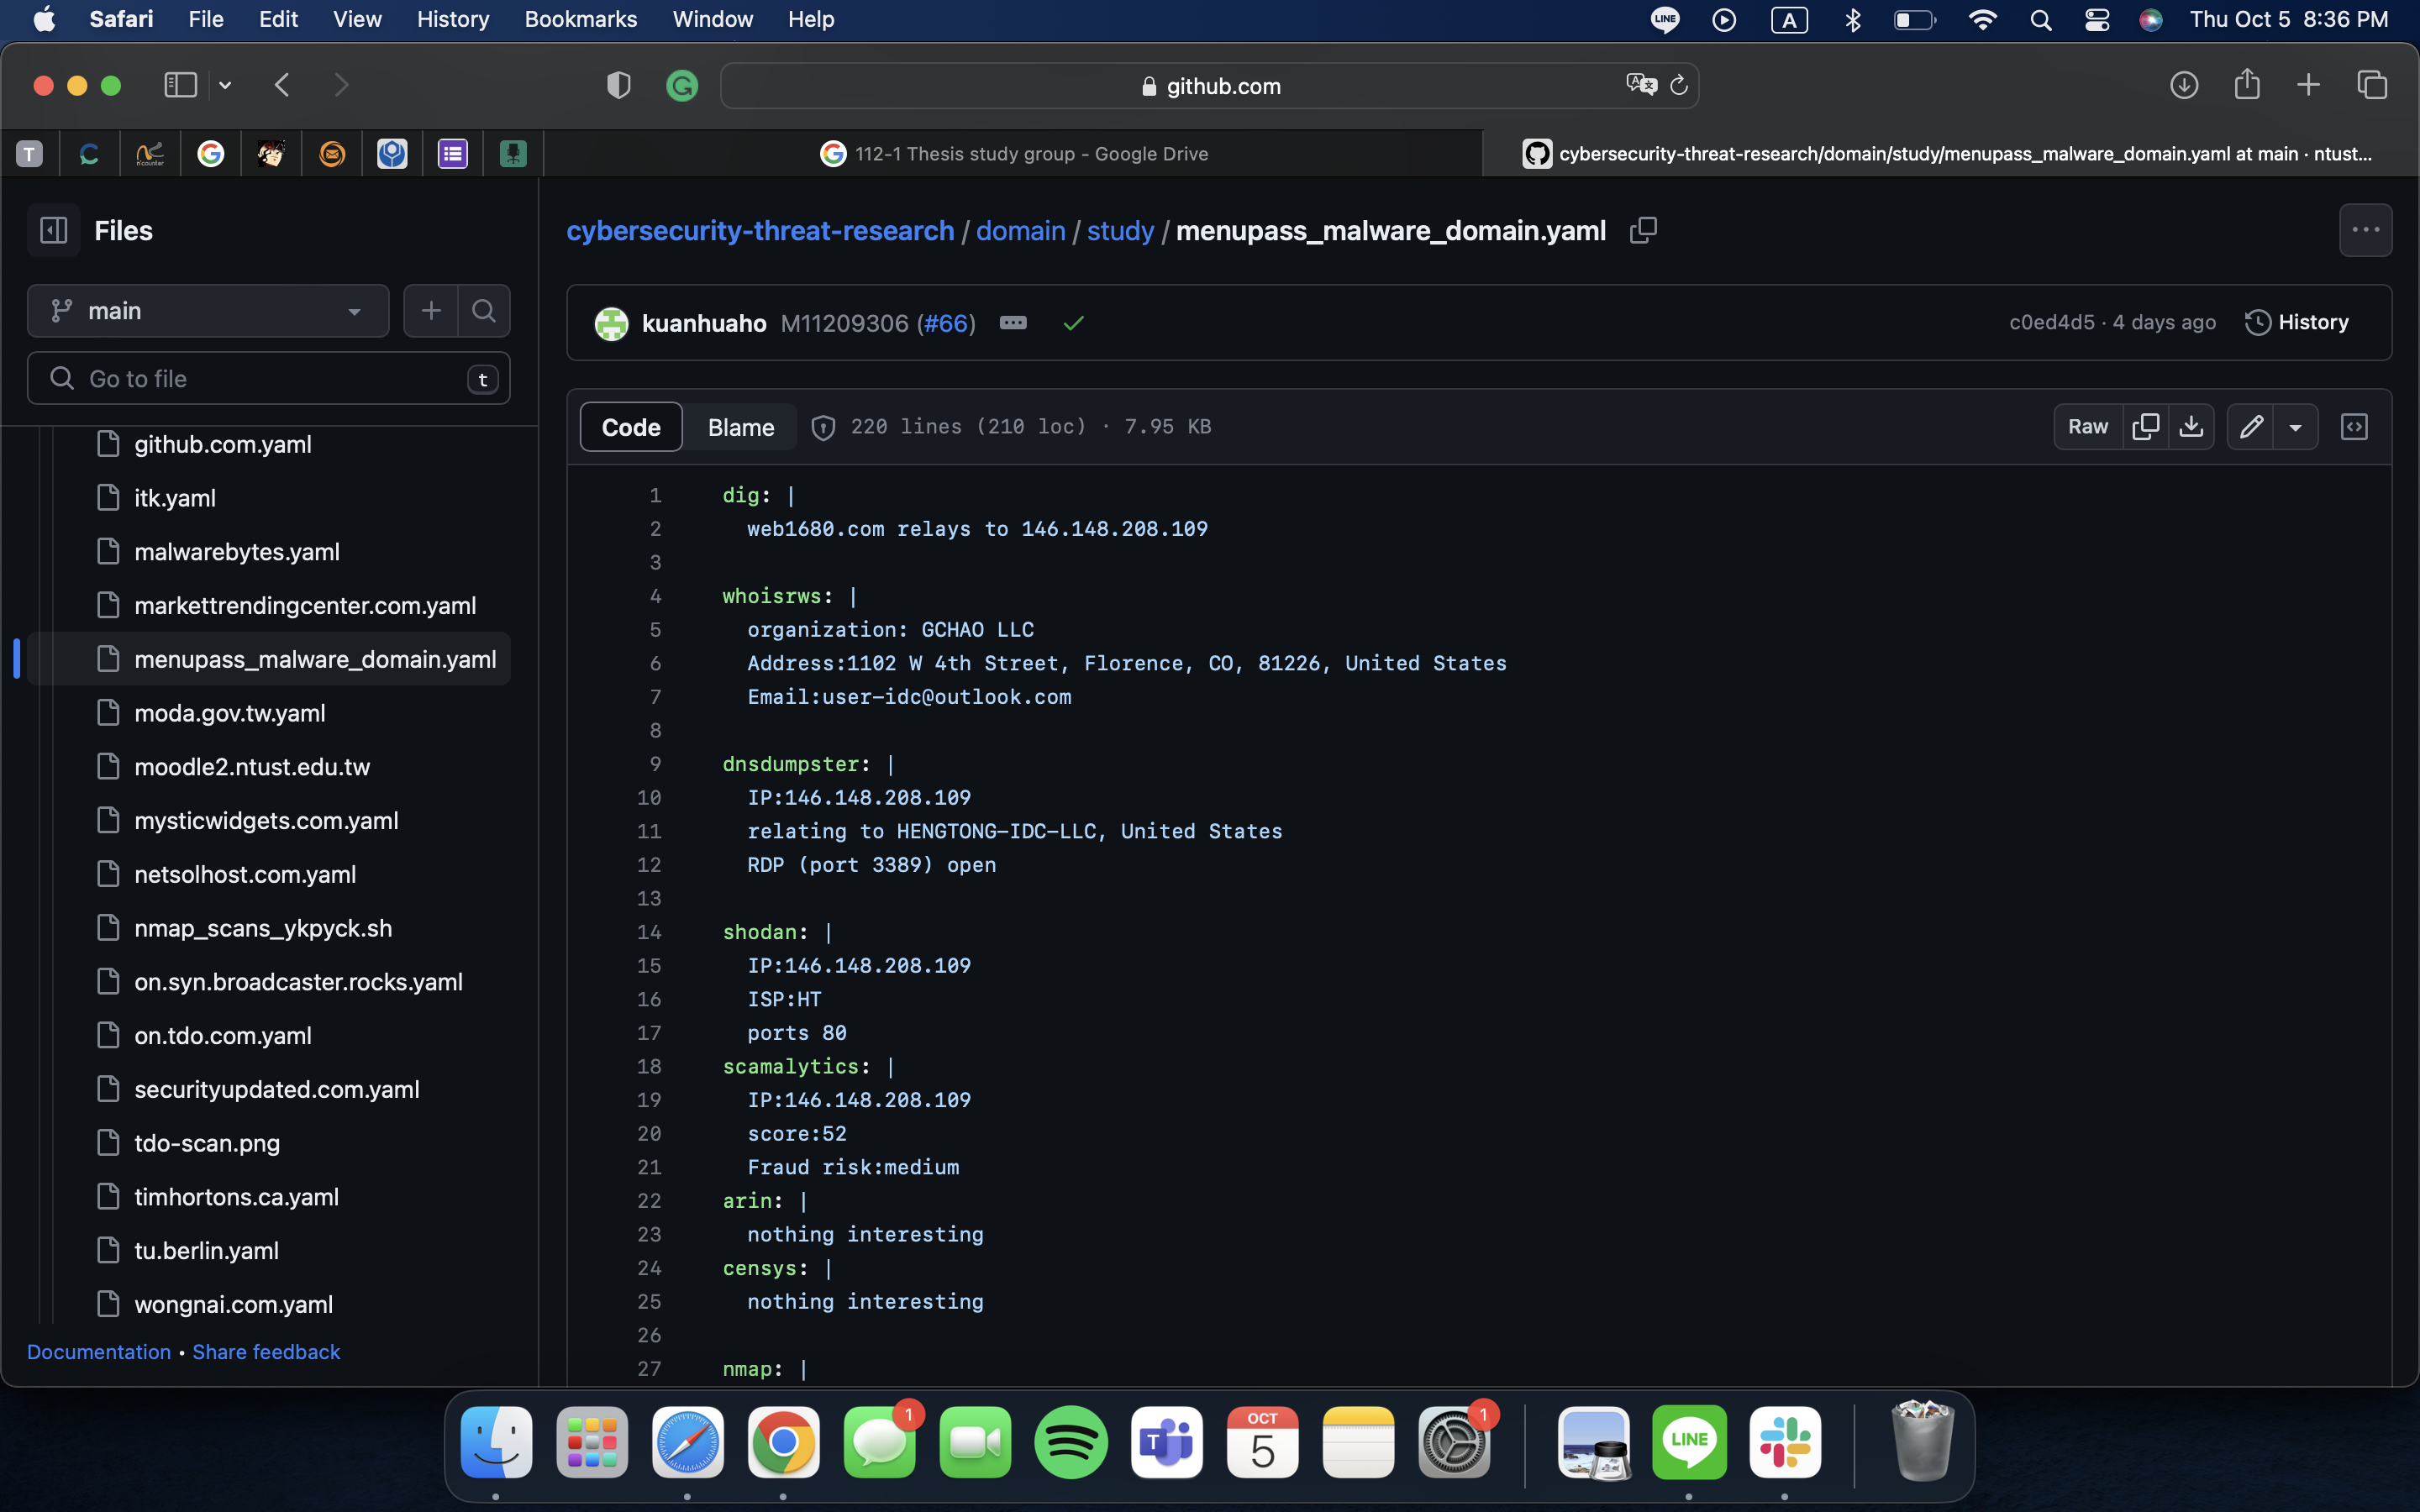 Safari File Edit View History Bookmarks Window Help LINE A Thu Oct 5 8:36 PM
github.com
T
112-1 Thesis study group - Google Drive
cybersecurity-threat-research/domain/study/menupass_malware_domain.yaml at main · ntust...
Files
main
Go to file t
github.com.yaml
itk.yaml
malwarebytes.yaml
markettrendingcenter.com.yaml
menupass_malware_domain.yaml
moda.gov.tw.yaml
moodle2.ntust.edu.tw
mysticwidgets.com.yaml
netsolhost.com.yaml
nmap_scans_ykpyck.sh
on.syn.broadcaster.rocks.yaml
on.tdo.com.yaml
securityupdated.com.yaml
tdo-scan.png
timhortons.ca.yaml
tu.berlin.yaml
wongnai.com.yaml
Documentation • Share feedback
cybersecurity-threat-research / domain / study / menupass_malware_domain.yaml
kuanhuaho M11209306 (#66) c0ed4d5 · 4 days ago History
Code Blame 220 lines (210 loc) · 7.95 KB Raw
1 dig: |
2 web1680.com relays to 146.148.208.109
3
4 whoisrws: |
5 organization: GCHAO LLC
6 Address:1102 W 4th Street, Florence, CO, 81226, United States
7 Email:user-idc@outlook.com
8
9 dnsdumpster: |
10 IP:146.148.208.109
11 relating to HENGTONG-IDC-LLC, United States
12 RDP (port 3389) open
13
14 shodan: |
15 IP:146.148.208.109
16 ISP:HT
17 ports 80
18 scamalytics: |
19 IP:146.148.208.109
20 score:52
21 Fraud risk:medium
22 arin: |
23 nothing interesting
24 censys: |
25 nothing interesting
26
27 nmap: |
1
T
OCT
5
1
LINE